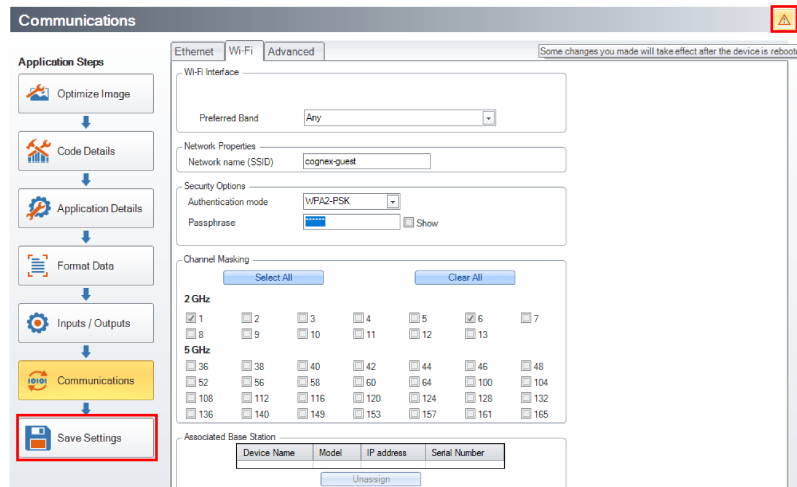 Communications
Application Steps
Optimize Image
Code Details
Application Details
Format Data
Inputs / Outputs
Communications
Save Settings
Ethernet Wi-Fi Advanced
Some changes you made will take effect after the device is
Wi-Fi Interface
Preferred Band Any
Network Properties
Network name (SSID) cognex-guest
Security Options
Authentication mode WPA2-PSK
Passphrase ****** Show
Channel Masking
Select All Clear All
2 GHz
1 2 3 4 5 6 7
8 9 10 11 12 13
5 GHz
36 38 40 42 44 46 48
52 56 58 60 64 100 104
108 112 116 120 124 128 132
136 140 149 153 157 161 165
Associated Base Station
Device Name Model IP address Serial Number
Unassign